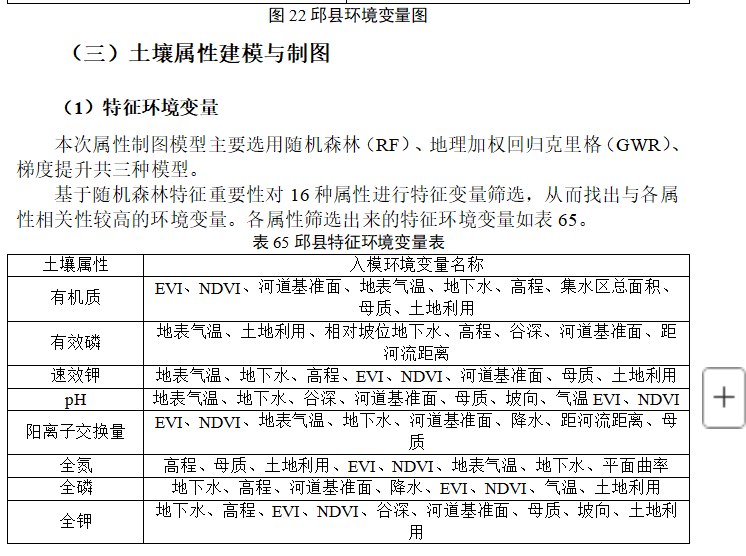 图 22 邱县环境变量图
（三）土壤属性建模与制图
（1）特征环境变量
本次属性制图模型主要选用随机森林（RF）、地理加权回归克里格（GWR）、
梯度提升共三种模型。
基于随机森林特征重要性对 16 种属性进行特征变量筛选，从而找出与各属
性相关性较高的环境变量。各属性筛选出来的特征环境变量如表 65。
表 65 邱县特征环境变量表
土壤属性 入模环境变量名称
有机质 EVI、NDVI、河道基准面、地表气温、地下水、高程、集水区总面积、
母质、土地利用
有效磷 地表气温、土地利用、相对坡位地下水、高程、谷深、河道基准面、距
河流距离
速效钾 地表气温、地下水、高程、EVI、NDVI、河道基准面、母质、土地利用
pH 地表气温、地下水、谷深、河道基准面、母质、坡向、气温 EVI、NDVI
阳离子交换量 EVI、NDVI、地表气温、地下水、河道基准面、降水、距河流距离、母
质
全氮 高程、母质、土地利用、EVI、NDVI、地表气温、地下水、平面曲率
全磷 地下水、高程、河道基准面、降水、EVI、NDVI、气温、土地利用
全钾 地下水、高程、EVI、NDVI、谷深、河道基准面、母质、坡向、土地利
用